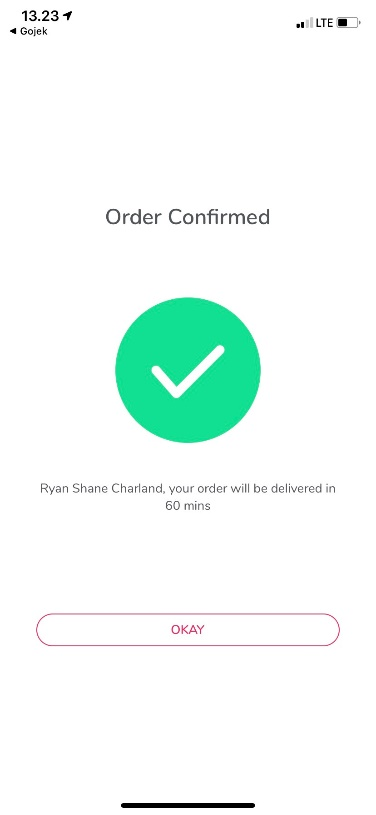 13.23
LTE
◀ Gojek
Order Confirmed
Ryan Shane Charland, your order will be delivered in
60 mins
OKAY